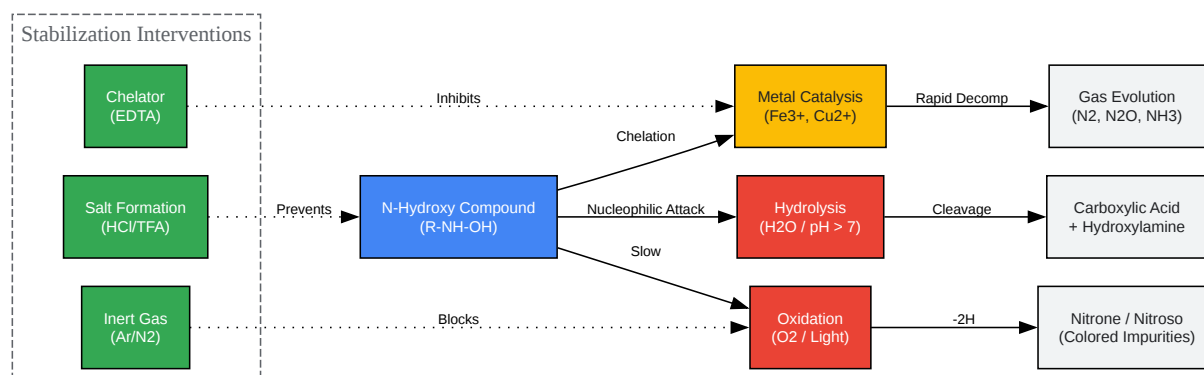 Stabilization Interventions
Chelator
(EDTA)
Inhibits
Metal Catalysis
(Fe3+, Cu2+)
Rapid Decomp
Gas Evolution
(N2, N2O, NH3)
Chelation
Salt Formation
(HCl/TFA)
Prevents
N-Hydroxy Compound
(R-NH-OH)
Nucleophilic Attack
Hydrolysis
(H2O / pH > 7)
Cleavage
Carboxylic Acid
+ Hydroxylamine
Slow
Inert Gas
(Ar/N2)
Blocks
Oxidation
(O2 / Light)
-2H
Nitrone / Nitroso
(Colored Impurities)